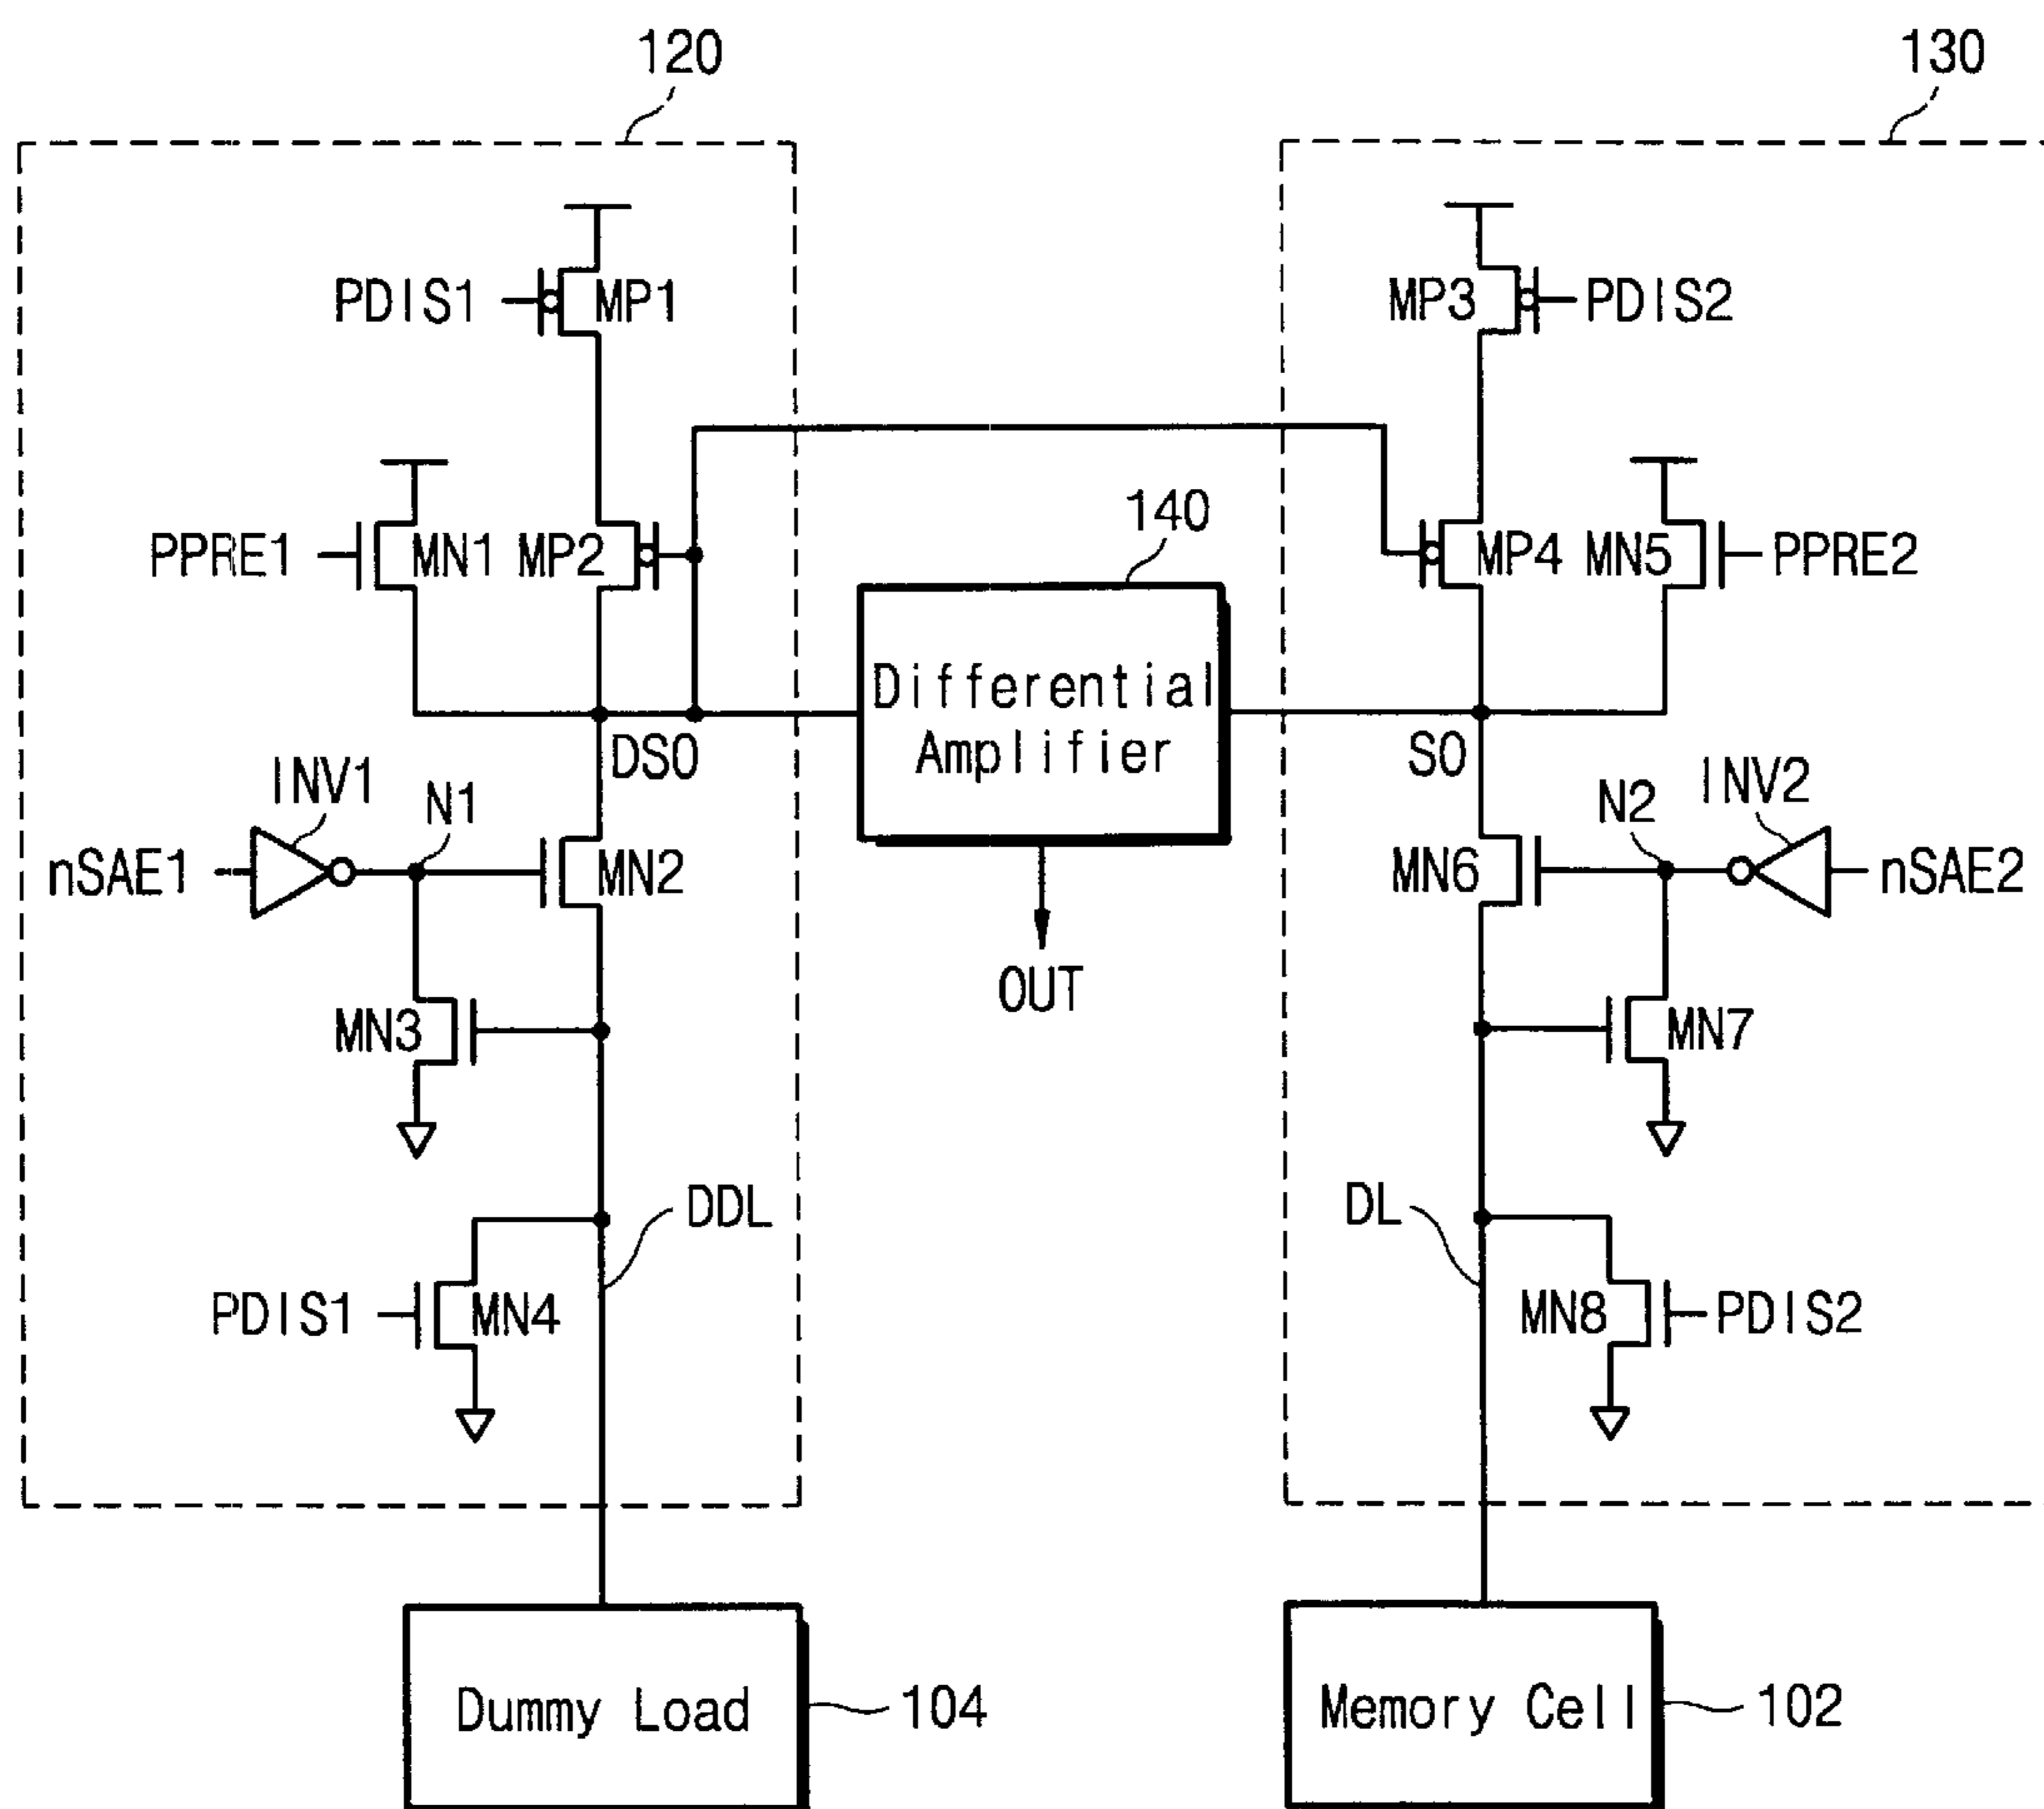 120
130
PDIS1
MP1
MP3
PDIS2
140
PPRE1
MN1
MP2
MP4
MN5
PPRE2
Differential
Amplifier
DS0
S0
INV1
N1
N2
INV2
nSAE1
MN2
MN6
nSAE2
OUT
MN3
MN7
DDL
DL
PDIS1
MN4
MN8
PDIS2
Dummy Load
104
Memory Cell
102